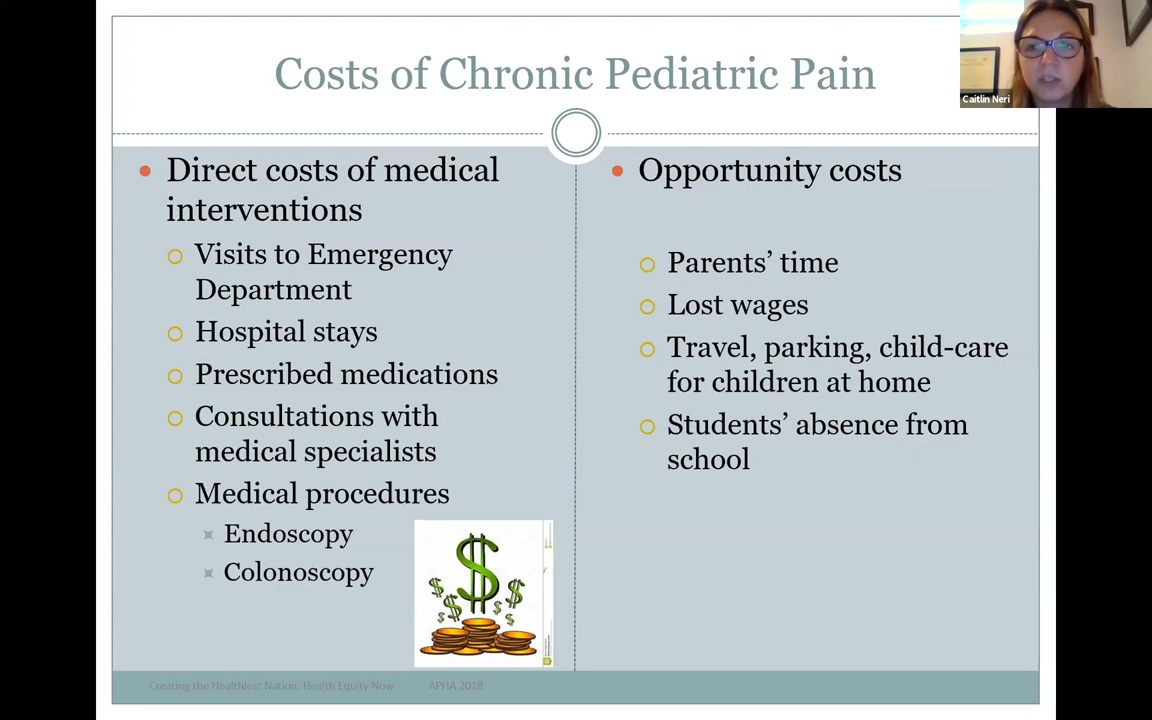 Costs of Chronic Pediatric Pain
Caitlin Neri
Direct costs of medical
interventions
Visits to Emergency
Department
Hospital stays
Prescribed medications
Consultations with
medical specialists
Medical procedures
Endoscopy
Colonoscopy
Opportunity costs
Parents’ time
Lost wages
Travel, parking, child-care
for children at home
Students’ absence from
school
Creating the Healthiest Nation: Health Equity Now APHA 2018